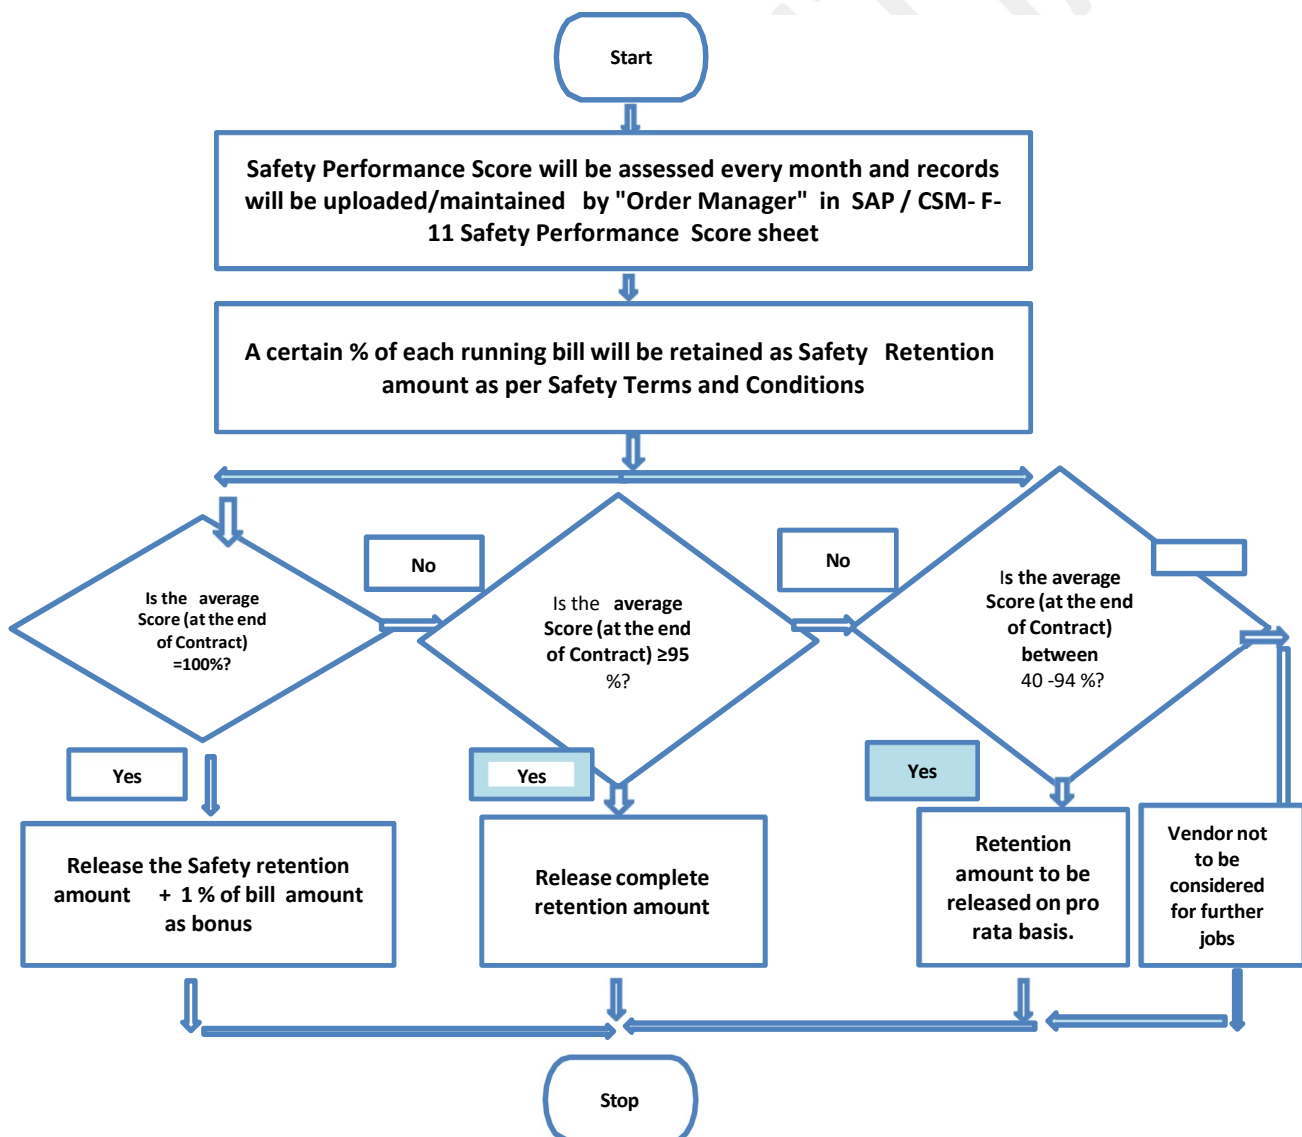 Start
Safety Performance Score will be assessed every month and records
will be uploaded/maintained by "Order Manager" in SAP / CSM- F-
11 Safety Performance Score sheet
A certain % of each running bill will be retained as Safety Retention
amount as per Safety Terms and Conditions
Is the average
Score (at the end
of Contract)
=100%?
No
Is the average
Score (at the end
of Contract) ≥95
%?
No
Is the average
Score (at the end
of Contract)
between
40 -94 %?
Yes
Yes
Yes
Release the Safety retention
amount + 1 % of bill amount
as bonus
Release complete
retention amount
Retention
amount to be
released on pro
rata basis.
Vendor not
to be
considered
for further
jobs
Stop